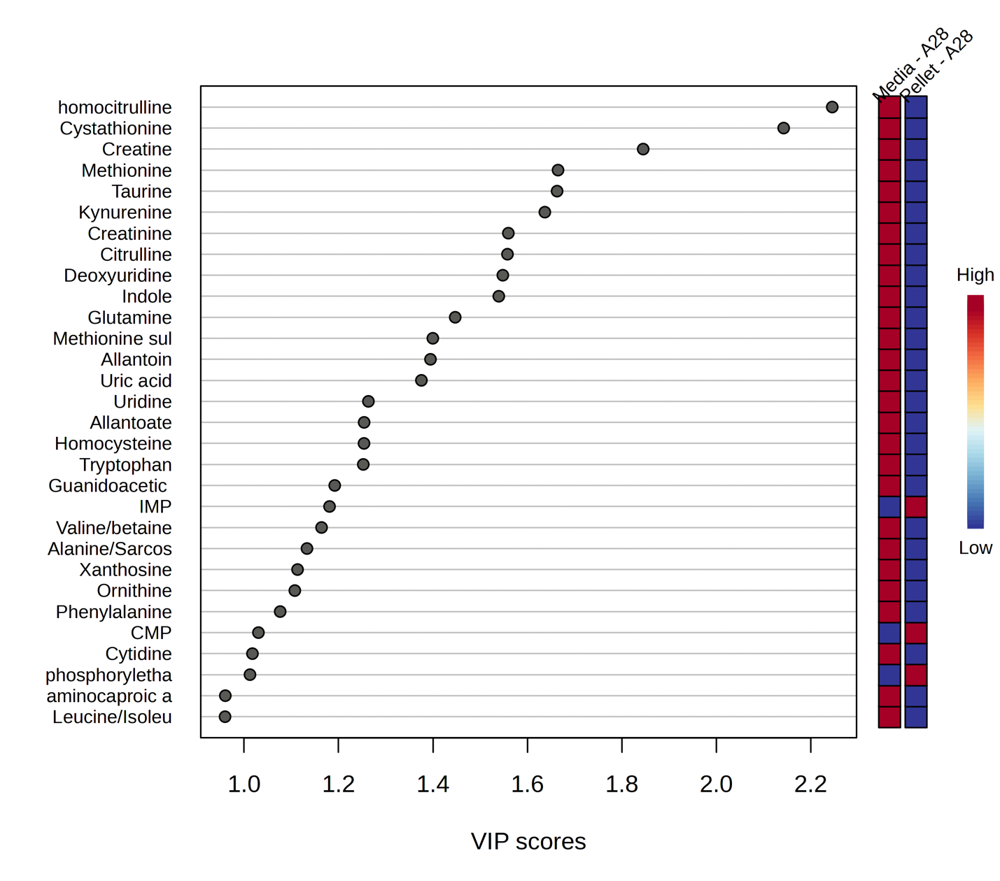 Media - A28
Pellet - A28
homocitrulline
Cystathionine
Creatine
Methionine
Taurine
Kynurenine
Creatinine
Citrulline
Deoxyuridine
Indole
Glutamine
Methionine sul
Allantoin
Uric acid
Uridine
Allantoate
Homocysteine
Tryptophan
Guanidoacetic
IMP
Valine/betaine
Alanine/Sarcos
Xanthosine
Ornithine
Phenylalanine
CMP
Cytidine
phosphoryletha
aminocaproic a
Leucine/Isoleu
High
Low
1.0 1.2 1.4 1.6 1.8 2.0 2.2
VIP scores